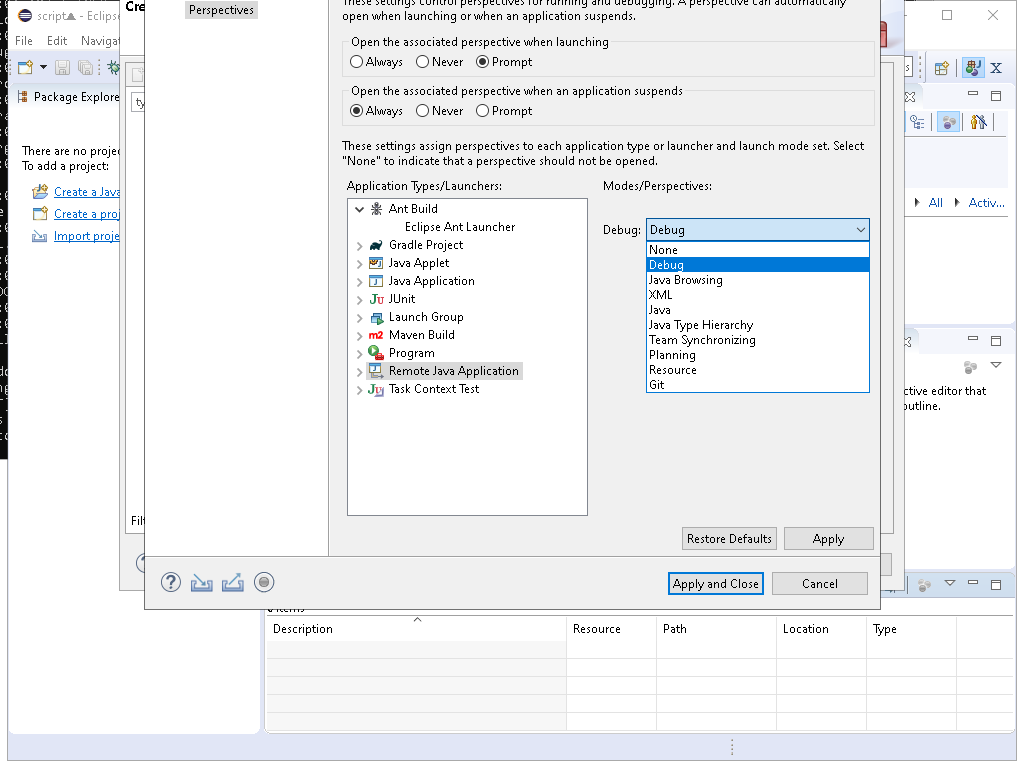 script▲ - Eclipse
Cre
Perspectives
These settings control perspectives for running and debugging. A perspective can automatically
open when launching or when an application suspends.
File Edit Navigat
Open the associated perspective when launching
Always Never Prompt
Open the associated perspective when an application suspends
Always Never Prompt
Package Explore
ty
These settings assign perspectives to each application type or launcher and launch mode set. Select
"None" to indicate that a perspective should not be opened.
There are no projec
To add a project:
Create a Java
Create a proj
Import proje
Application Types/Launchers:
Modes/Perspectives:
Ant Build
Eclipse Ant Launcher
Gradle Project
Java Applet
Java Application
JUnit
Launch Group
Maven Build
Program
Remote Java Application
Task Context Test
Debug:
Debug
None
Debug
Java Browsing
XML
Java
Java Type Hierarchy
Team Synchronizing
Planning
Resource
Git
All Activ...
ctive editor that
outline.
Filt
Restore Defaults
Apply
Apply and Close
Cancel
Description
Resource
Path
Location
Type